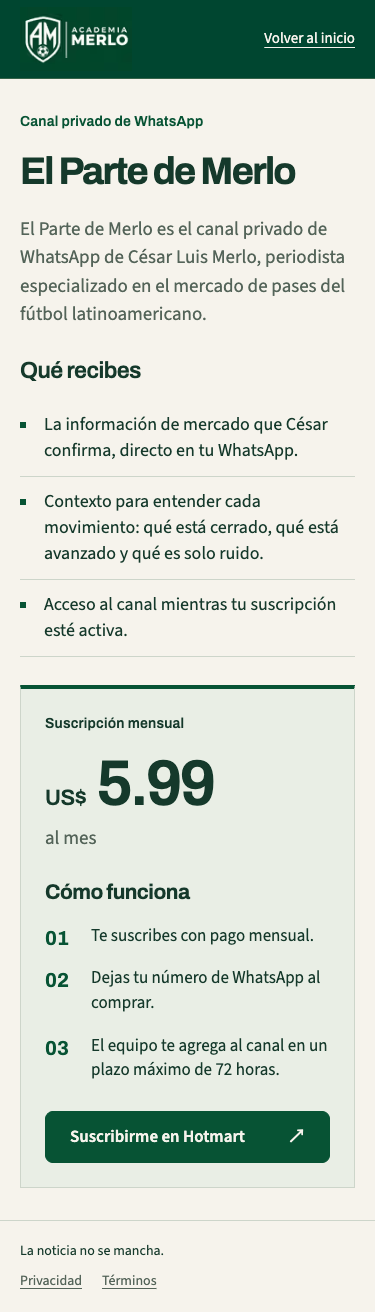 AM ACADEMIA
MERLO
Volver al inicio
Canal privado de WhatsApp
El Parte de Merlo
El Parte de Merlo es el canal privado de
WhatsApp de César Luis Merlo, periodista
especializado en el mercado de pases del
fútbol latinoamericano.
Qué recibes
La información de mercado que César
confirma, directo en tu WhatsApp.
Contexto para entender cada
movimiento: qué está cerrado, qué está
avanzado y qué es solo ruido.
Acceso al canal mientras tu suscripción
esté activa.
Suscripción mensual
US$ 5.99
al mes
Cómo funciona
01 Te suscribes con pago mensual.
02 Dejas tu número de WhatsApp al
comprar.
03 El equipo te agrega al canal en un
plazo máximo de 72 horas.
Suscribirme en Hotmart ↗
La noticia no se mancha.
Privacidad Términos